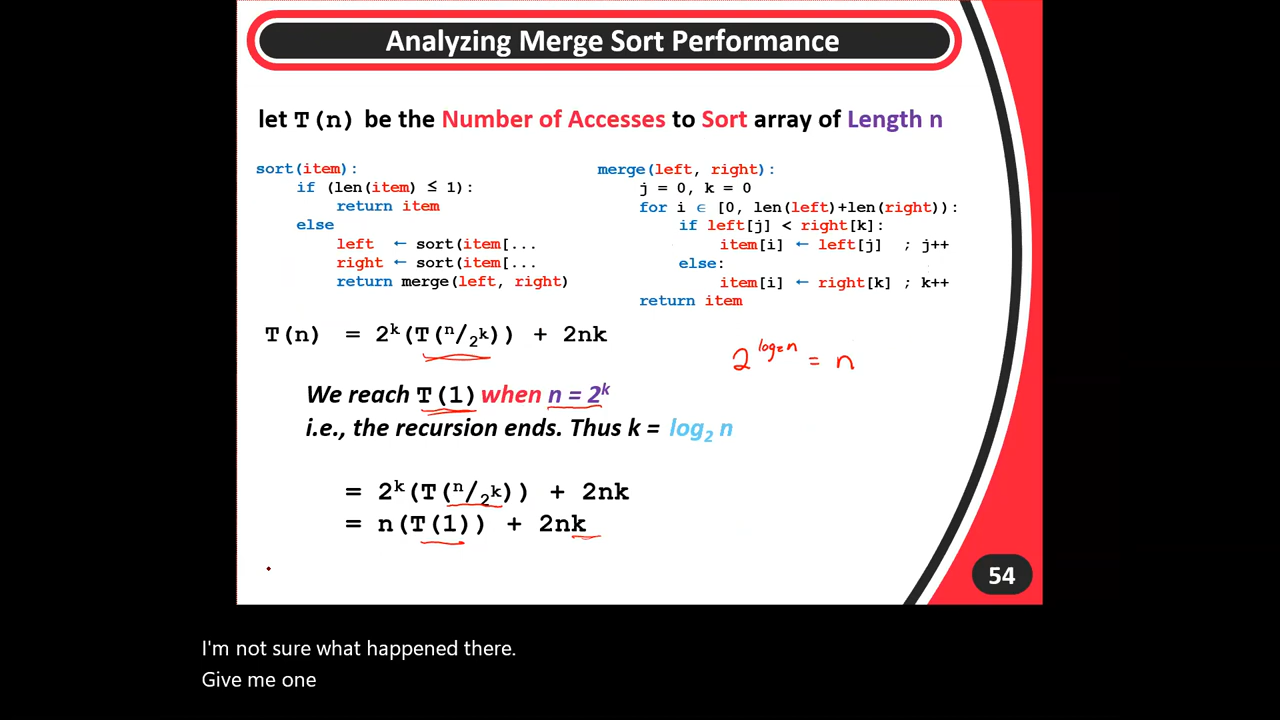 Analyzing Merge Sort Performance
let T(n) be the Number of Accesses to Sort array of Length n
sort(item):
if (len(item) ≤ 1):
return item
else
left ← sort(item[...
right ← sort(item[...
return merge(left, right)
merge(left, right):
j = 0, k = 0
for i ∈ [0, len(left)+len(right)):
if left[j] < right[k]:
item[i] ← left[j] ; j++
else:
item[i] ← right[k] ; k++
return item
T(n) = 2ᵏ(T(ⁿ/₂ᵏ)) + 2nk
2^log₂n = n
We reach T(1) when n = 2ᵏ
i.e., the recursion ends. Thus k = log₂ n
= 2ᵏ(T(ⁿ/₂ᵏ)) + 2nk
= n(T(1)) + 2nk
54
I'm not sure what happened there.
Give me one